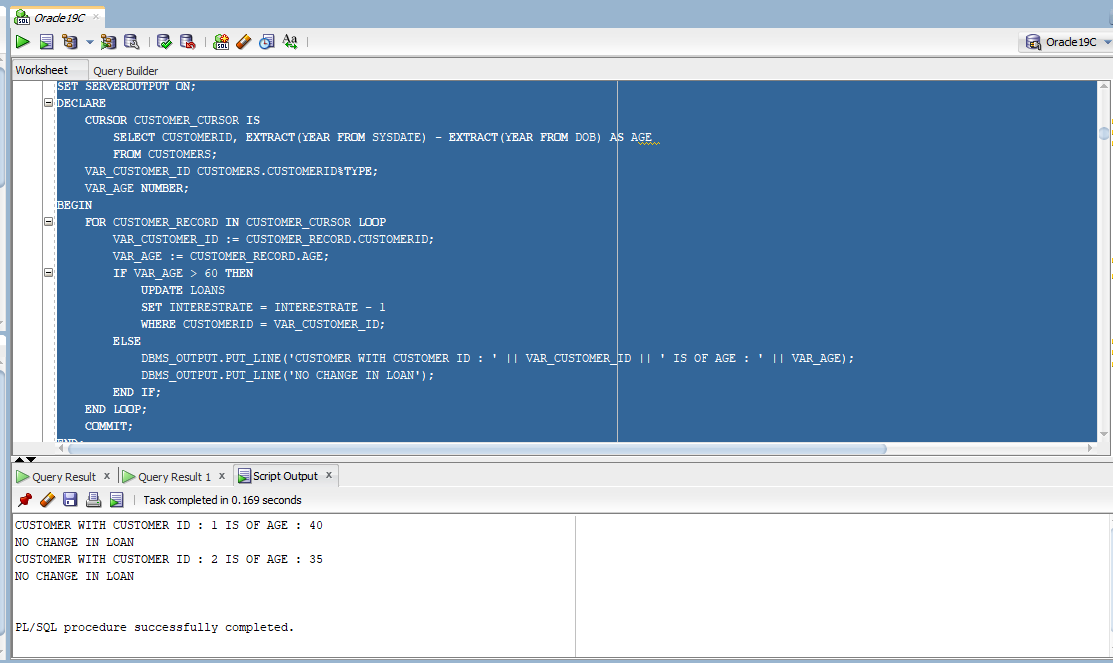 Oracle19C
SQL
SQL
Aa
Oracle19C
Worksheet
Query Builder
SET SERVEROUTPUT ON;
DECLARE
    CURSOR CUSTOMER_CURSOR IS
        SELECT CUSTOMERID, EXTRACT(YEAR FROM SYSDATE) - EXTRACT(YEAR FROM DOB) AS AGE
        FROM CUSTOMERS;
    VAR_CUSTOMER_ID CUSTOMERS.CUSTOMERID%TYPE;
    VAR_AGE NUMBER;
BEGIN
    FOR CUSTOMER_RECORD IN CUSTOMER_CURSOR LOOP
        VAR_CUSTOMER_ID := CUSTOMER_RECORD.CUSTOMERID;
        VAR_AGE := CUSTOMER_RECORD.AGE;
        IF VAR_AGE > 60 THEN
            UPDATE LOANS
            SET INTERESTRATE = INTERESTRATE - 1
            WHERE CUSTOMERID = VAR_CUSTOMER_ID;
        ELSE
            DBMS_OUTPUT.PUT_LINE('CUSTOMER WITH CUSTOMER ID : ' || VAR_CUSTOMER_ID || ' IS OF AGE : ' || VAR_AGE);
            DBMS_OUTPUT.PUT_LINE('NO CHANGE IN LOAN');
        END IF;
    END LOOP;
    COMMIT;
END;
Query Result x
Query Result 1 x
Script Output x
Task completed in 0.169 seconds
CUSTOMER WITH CUSTOMER ID : 1 IS OF AGE : 40
NO CHANGE IN LOAN
CUSTOMER WITH CUSTOMER ID : 2 IS OF AGE : 35
NO CHANGE IN LOAN
PL/SQL procedure successfully completed.